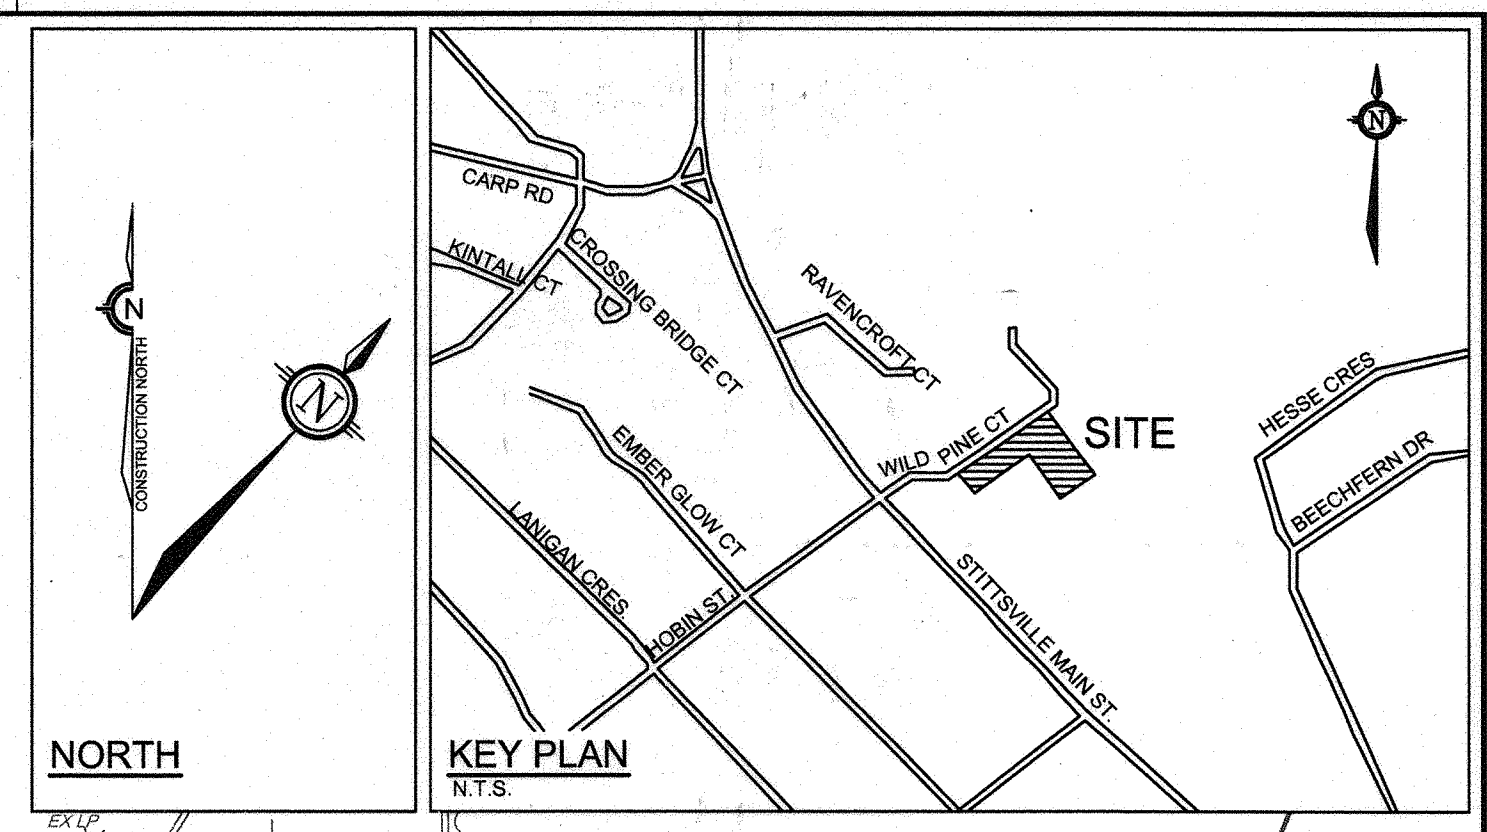 N
CONSTRUCTION NORTH
N
NORTH
N
CARP RD
KINTALL CT
CROSSING BRIDGE CT
RAVENCROFT CT
WILD PINE CT
SITE
HESSE CRES
BEECHFERN DR
EMBER GLOW CT
LANIGAN CRES.
HOBIN ST.
STITTSVILLE MAIN ST.
KEY PLAN
N.T.S.
EX LP